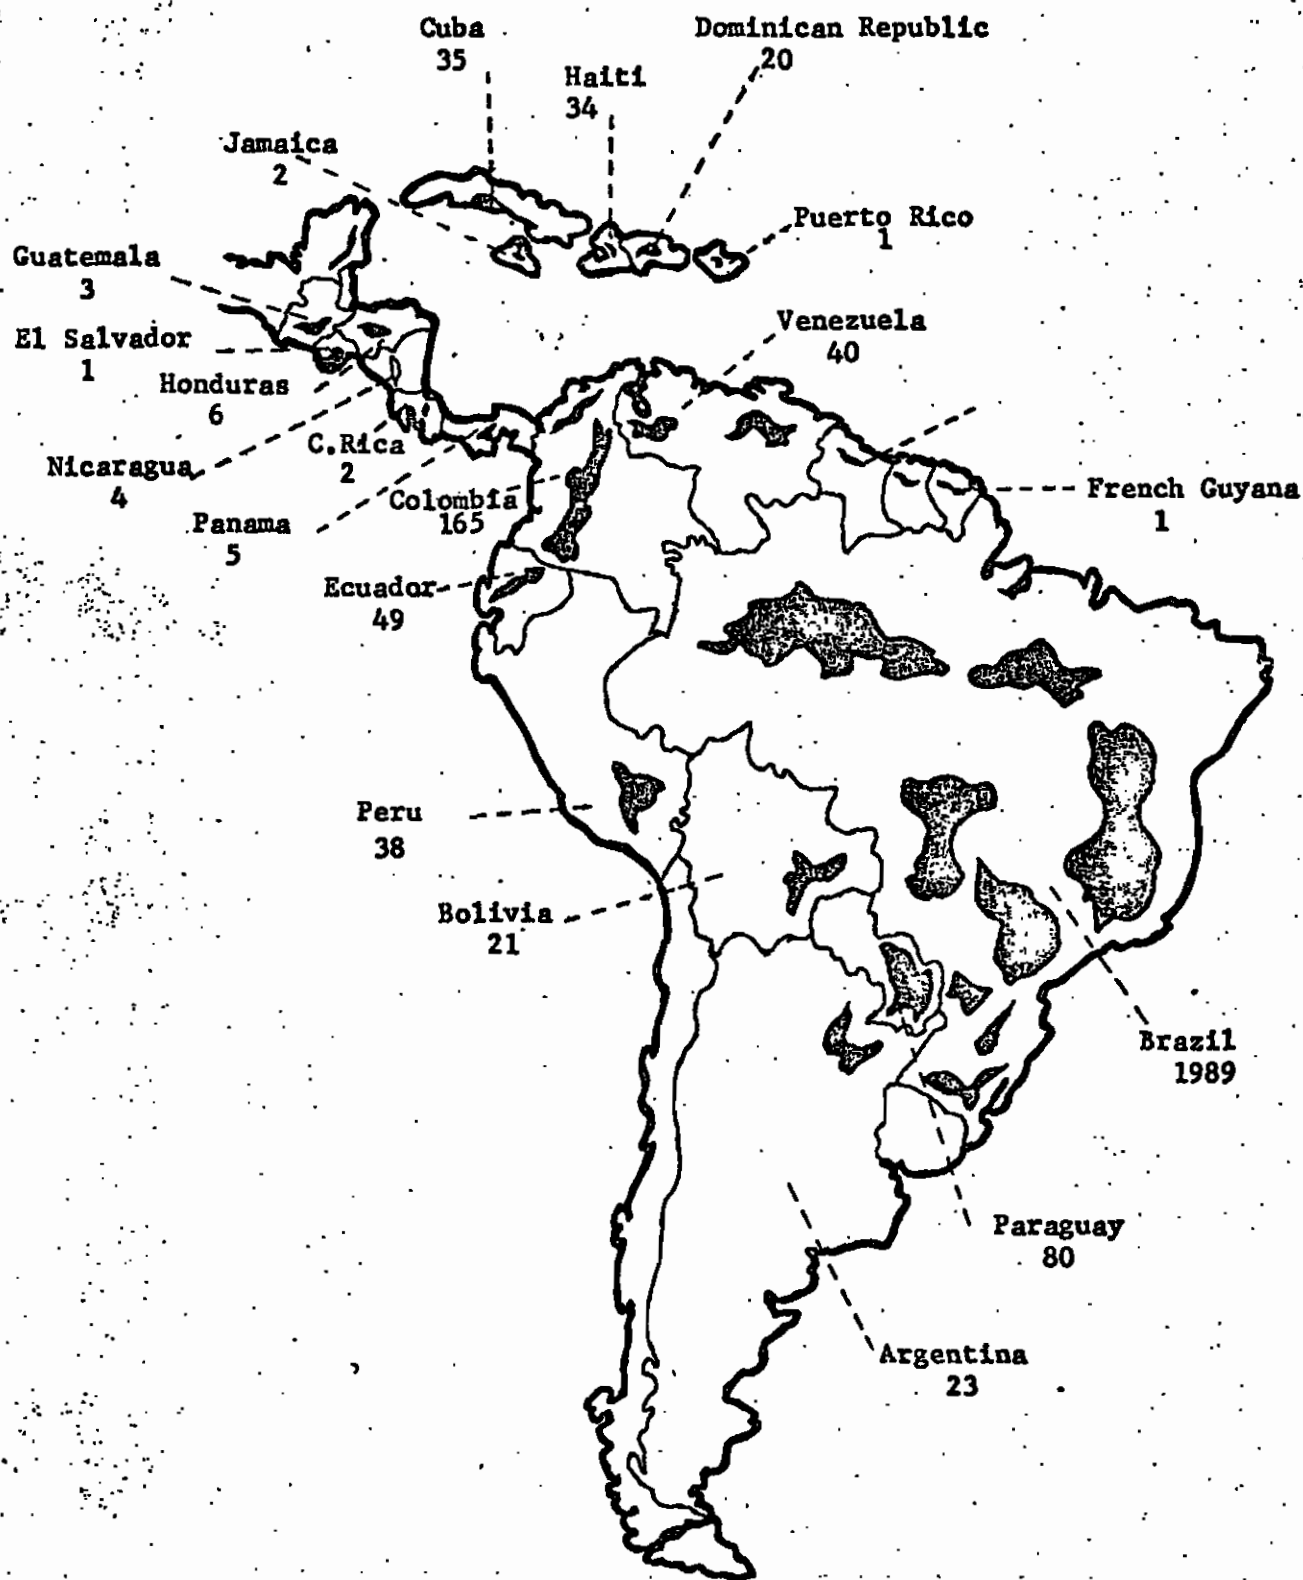 Cuba
35
Dominican Republic
20
Haiti
34
Jamaica
2
Puerto Rico
1
Guatemala
3
Venezuela
40
El Salvador
1
Honduras
6
C.Rica
2
Nicaragua
4
Colombia
165
French Guyana
1
Panama
5
Ecuador
49
Peru
38
Bolivia
21
Brazil
1989
Paraguay
80
Argentina
23